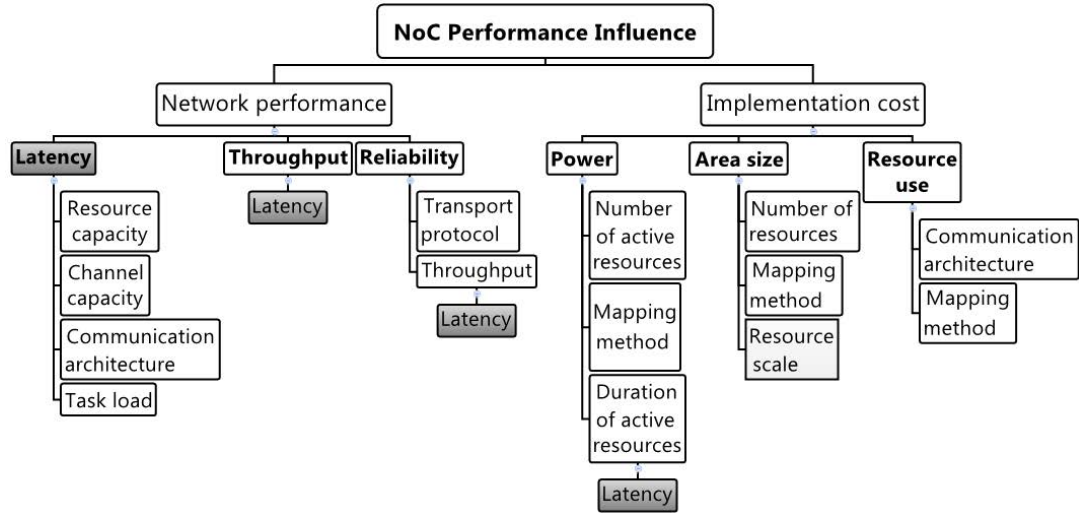 NoC Performance Influence
Network performance
Implementation cost
Latency
Throughput
Reliability
Power
Area size
Resource
use
Resource
capacity
Channel
capacity
Communication
architecture
Task load
Latency
Transport
protocol
Throughput
Latency
Number
of active
resources
Mapping
method
Duration
of active
resources
Latency
Number of
resources
Mapping
method
Resource
scale
Communication
architecture
Mapping
method